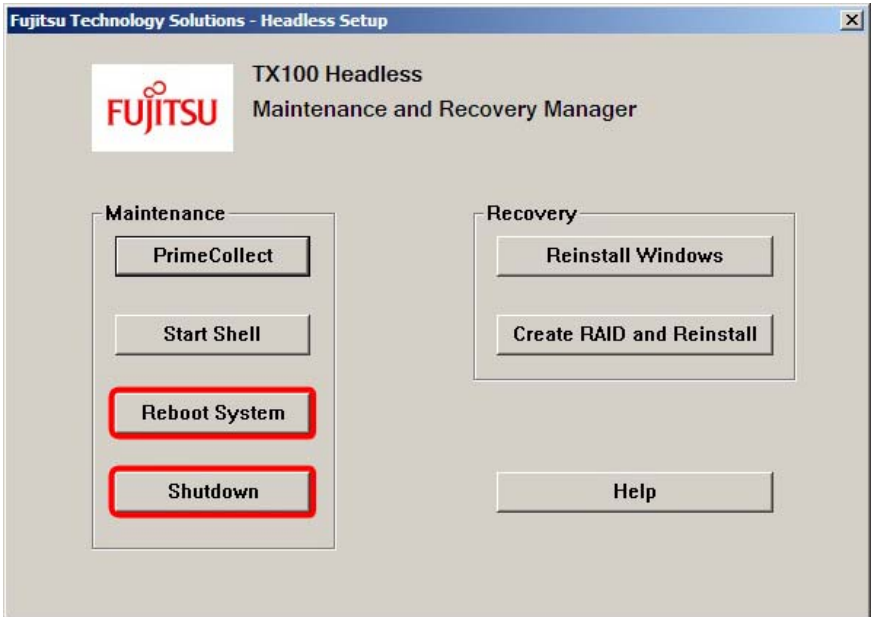 Fujitsu Technology Solutions - Headless Setup
FUJITSU
TX100 Headless
Maintenance and Recovery Manager
Maintenance
PrimeCollect
Start Shell
Reboot System
Shutdown
Recovery
Reinstall Windows
Create RAID and Reinstall
Help